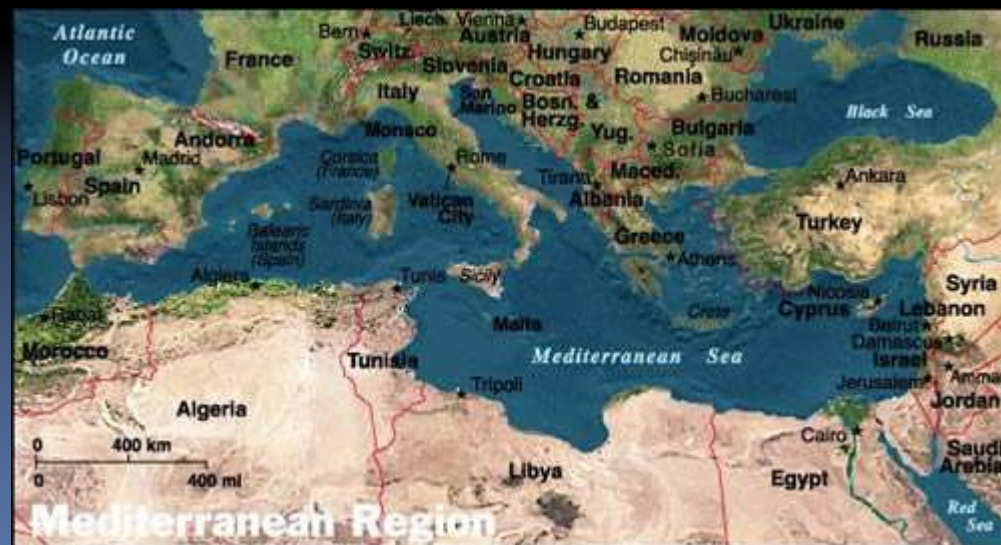 Atlantic
Ocean
France
Bern
Liech.
Vienna
Austria
Budapest
Hungary
Moldova
Chișinău
Ukraine
Russia
Switz.
Slovenia
Croatia
Romania
Italy
San
Marino
Bosn. &
Herzg.
Bucharest
Black Sea
Monaco
Yug.
Bulgaria
Sofia
Andorra
Portugal
Madrid
Spain
Lisbon
Corsica
(France)
Rome
Vatican
City
Tirana
Maced.
Albania
Ankara
Turkey
Sardinia
(Italy)
Balearic
Islands
(Spain)
Greece
Athens
Algiers
Tunis
Sicily
Nicosia
Cyprus
Syria
Lebanon
Beirut
Damascus
Israel
Rabat
Morocco
Malta
Crete
Mediterranean Sea
Tunisia
Jerusalem
Amman
Jordan
Tripoli
Algeria
Cairo
Saudi
Arabia
0 400 km
0 400 mi
Libya
Egypt
Red
Sea
Mediterranean Region